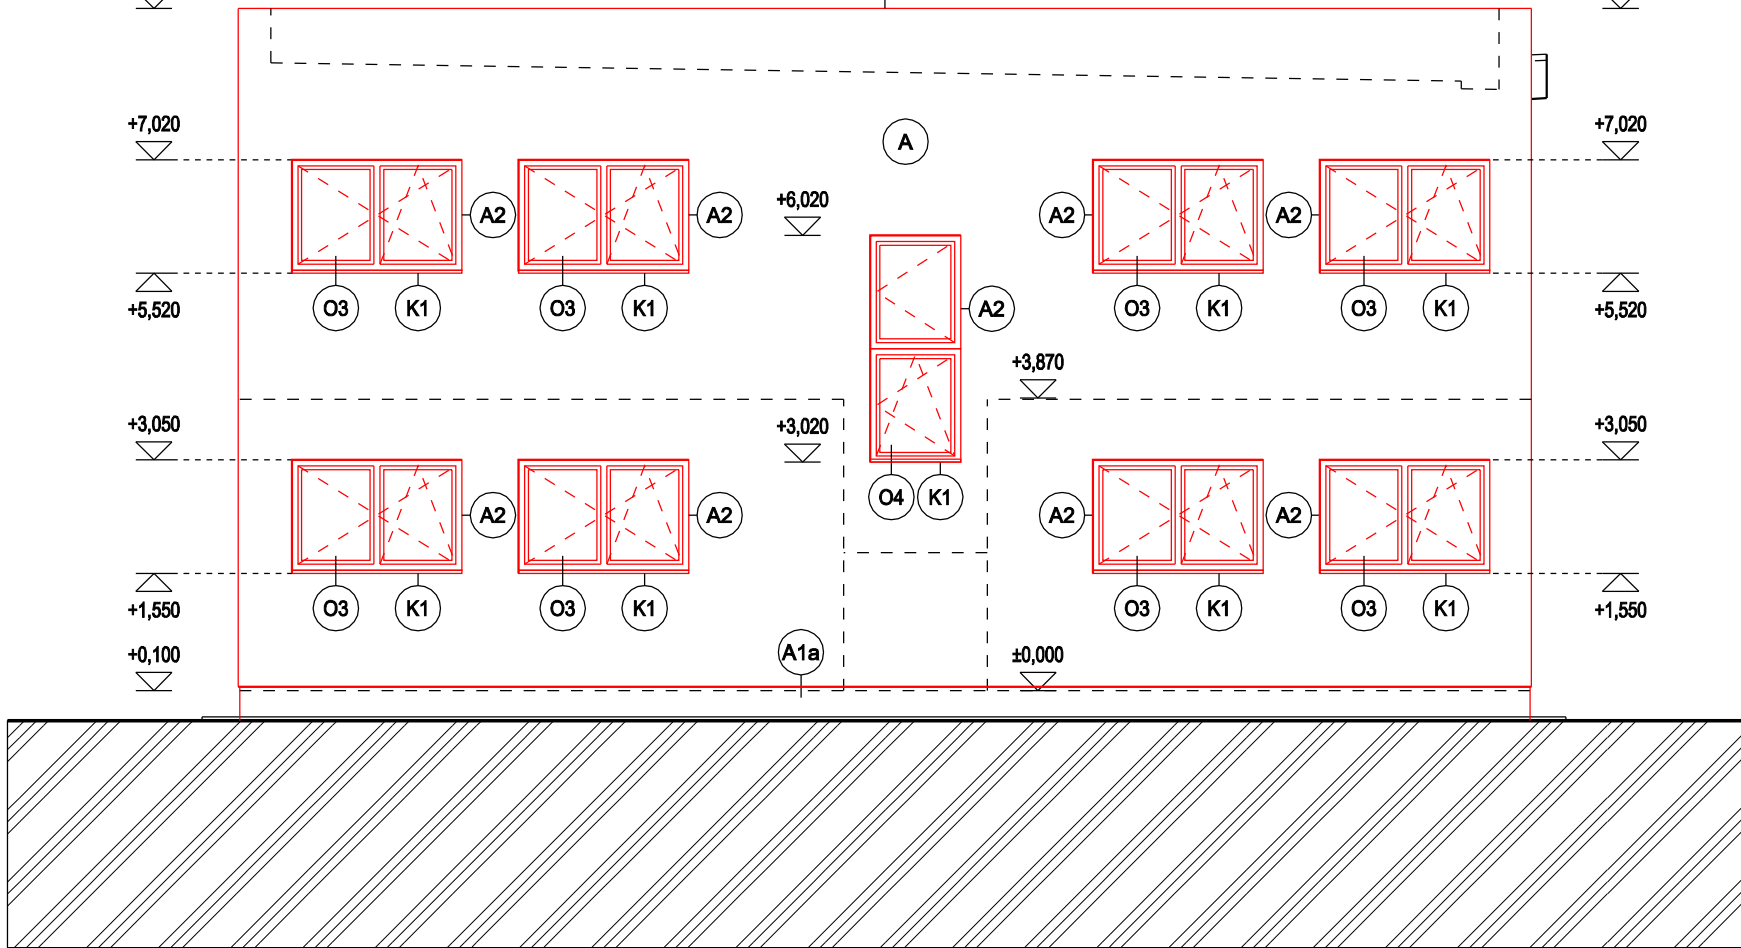 +7,020
A
+7,020
+6,020
A2
A2
A2
A2
+5,520
O3
K1
O3
K1
A2
O3
K1
O3
K1
+5,520
+3,870
+3,050
+3,020
+3,050
O4
K1
A2
A2
A2
A2
+1,550
O3
K1
O3
K1
O3
K1
O3
K1
+1,550
+0,100
A1a
±0,000